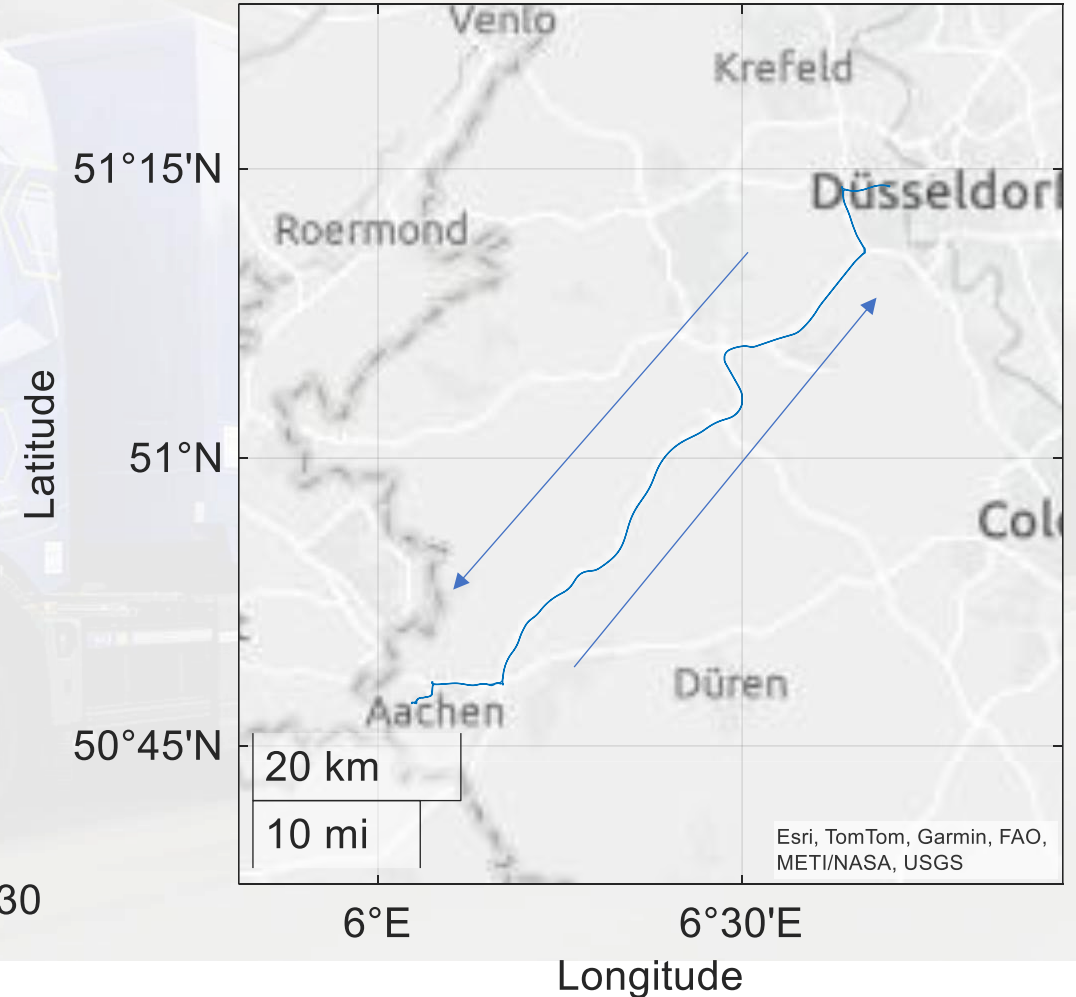 Venlo
Krefeld
51°15'N
Düsseldorf
Roermond
Latitude
51°N
Col
Düren
Aachen
50°45'N
20 km
10 mi
Esri, TomTom, Garmin, FAO,
METI/NASA, USGS
30
6°E
6°30'E
Longitude